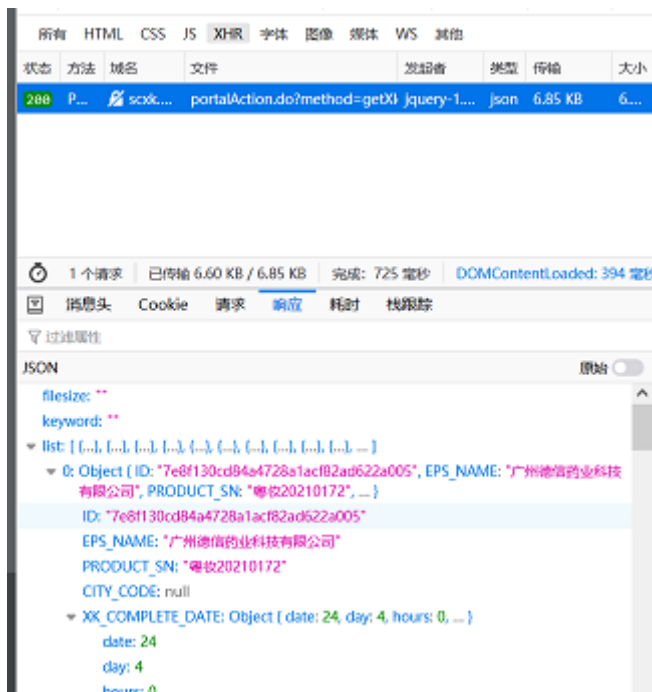 所有 HTML CSS JS XHR 字体 图像 媒体 WS 其他
状态 方法 域名 文件 发起者 类型 传输 大小
200 P... scxk.... portalAction.do?method=getXk jquery-1.... json 6.85 KB 6....
1 个请求 已传输 6.60 KB / 6.85 KB 完成: 725 毫秒 DOMContentLoaded: 394 毫秒
消息头 Cookie 请求 响应 耗时 栈跟踪
过滤属性
JSON 原始
filesize: ""
keyword: ""
list: [ {...}, {...}, {...}, {...}, {...}, {...}, {...}, {...}, {...}, {...}, ... ]
0: Object { ID: "7e8f130cd84a4728a1acf82ad622a005", EPS_NAME: "广州德信药业科技
有限公司", PRODUCT_SN: "粤妆20210172", ... }
ID: "7e8f130cd84a4728a1acf82ad622a005"
EPS_NAME: "广州德信药业科技有限公司"
PRODUCT_SN: "粤妆20210172"
CITY_CODE: null
XK_COMPLETE_DATE: Object { date: 24, day: 4, hours: 0, ... }
date: 24
day: 4
hours: 0